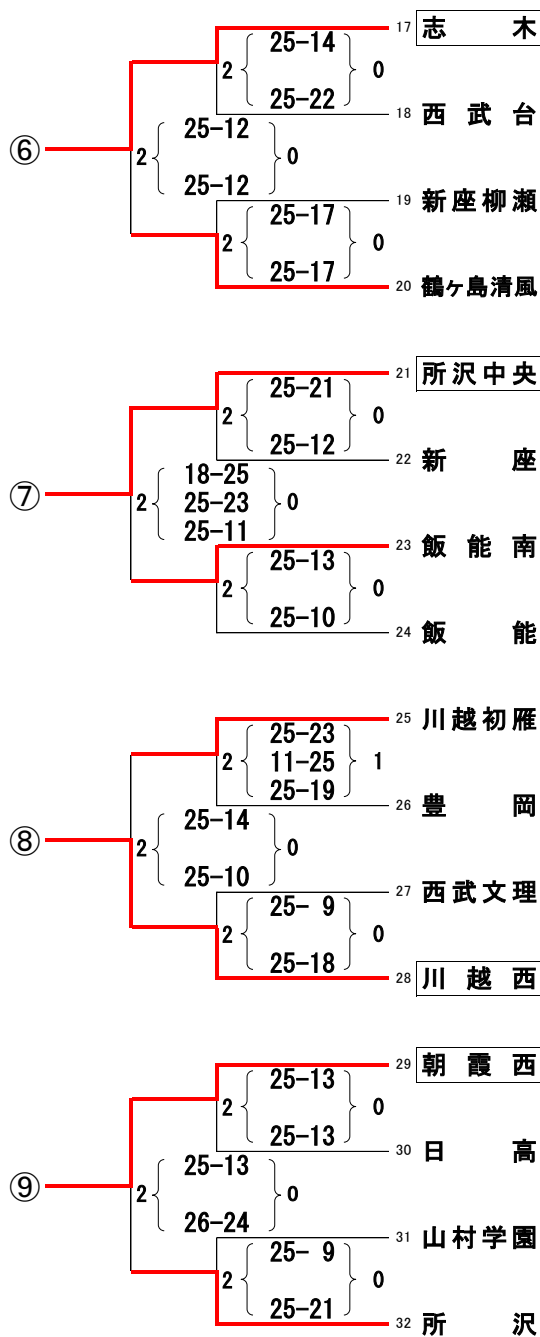 17 志木
25-14
2 0
25-22
18 西武台
⑥
25-12
2 0
25-12
19 新座柳瀬
25-17
2 0
25-17
20 鶴ヶ島清風
21 所沢中央
25-21
2 0
25-12
22 新座
⑦
18-25
2 25-23 0
25-11
23 飯能南
25-13
2 0
25-10
24 飯能
25 川越初雁
25-23
2 11-25 1
25-19
26 豊岡
⑧
25-14
2 0
25-10
27 西武文理
25- 9
2 0
25-18
28 川越西
29 朝霞西
25-13
2 0
25-13
30 日高
⑨
25-13
2 0
26-24
31 山村学園
25- 9
2 0
25-21
32 所沢